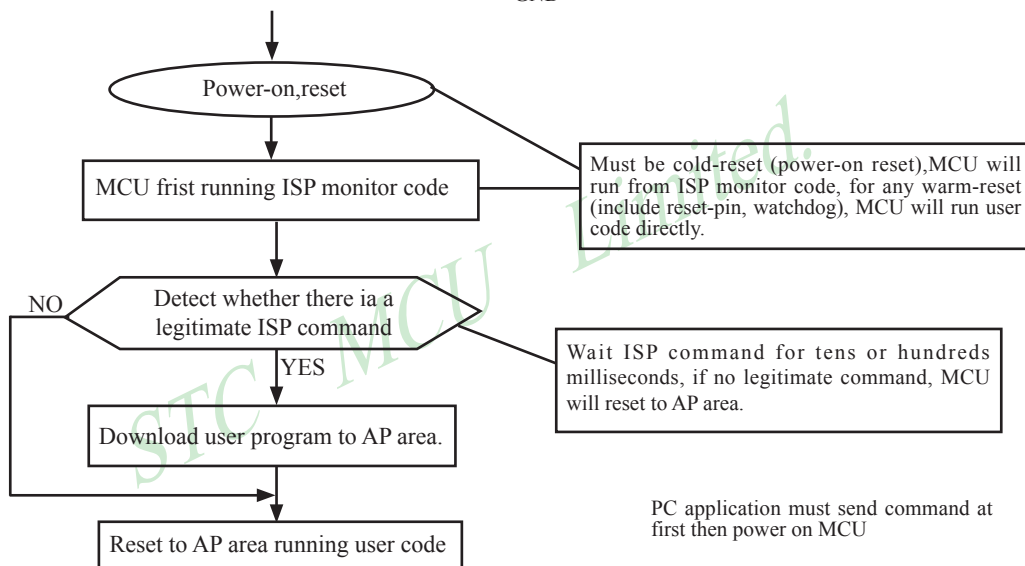 GND
Power-on,reset
MCU frist running ISP monitor code
Must be cold-reset (power-on reset),MCU will
run from ISP monitor code, for any warm-reset
(include reset-pin, watchdog), MCU will run user
code directly.
NO
Detect whether there ia a
legitimate ISP command
YES
Wait ISP command for tens or hundreds
milliseconds, if no legitimate command, MCU
will reset to AP area.
Download user program to AP area.
PC application must send command at
first then power on MCU
Reset to AP area running user code
STC MCU Limited.